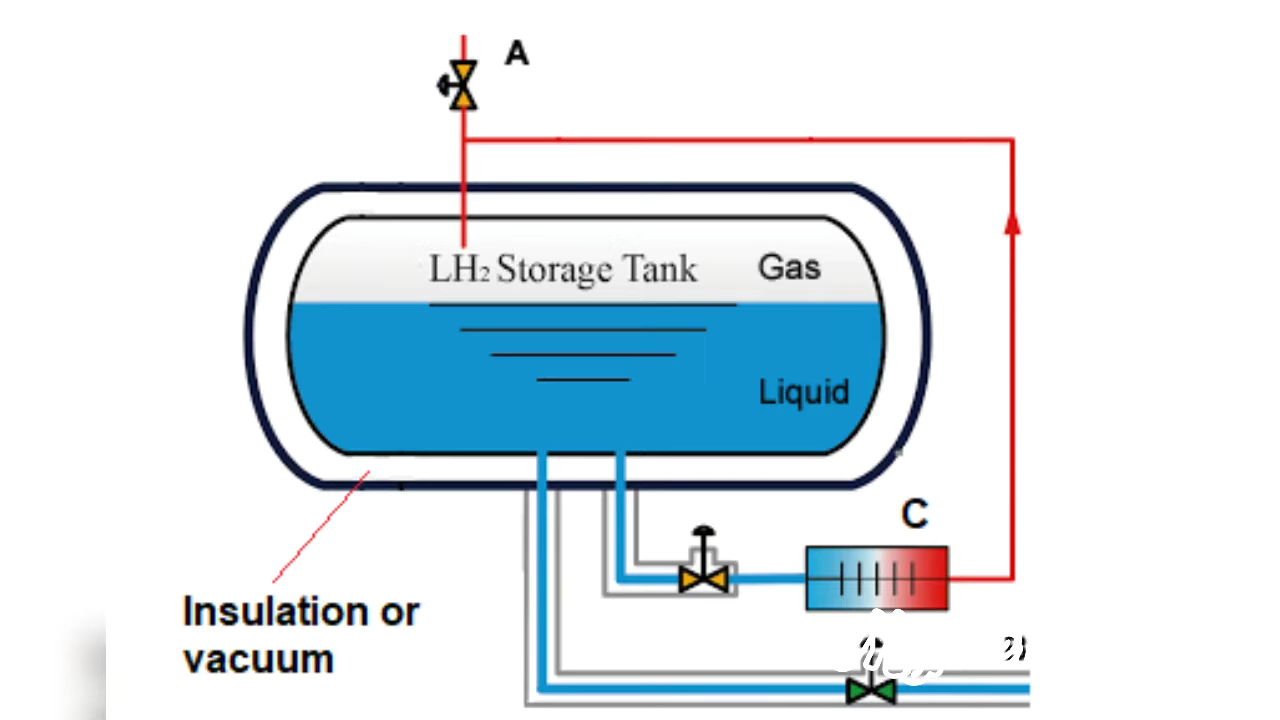 A
LH₂ Storage Tank
Gas
Liquid
C
Insulation or
vacuum